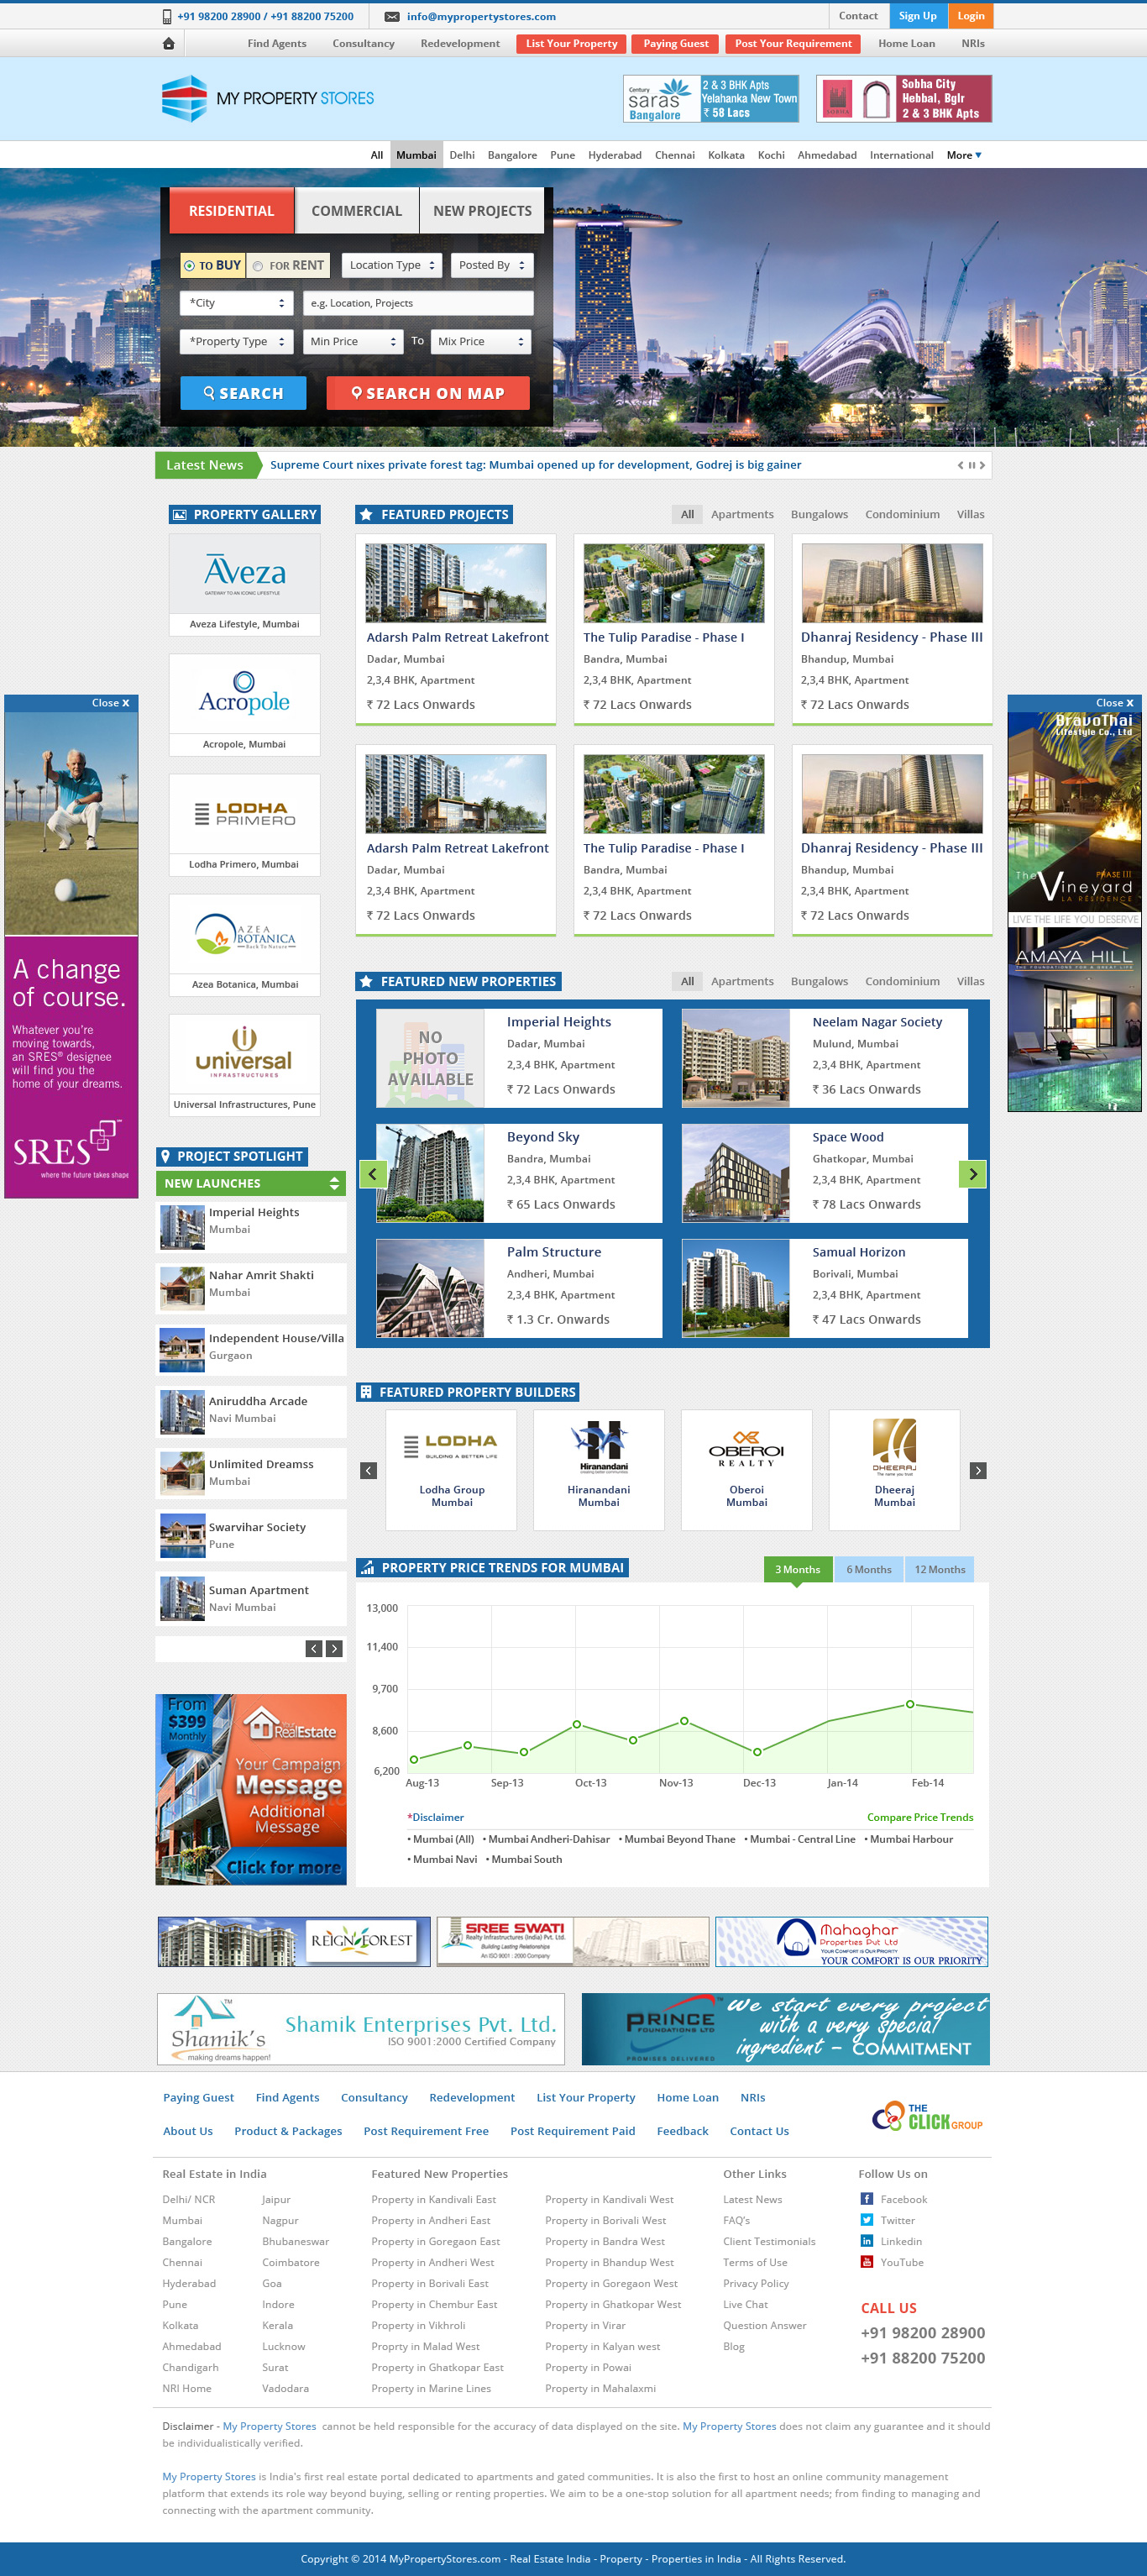 +91 98200 28900 / +91 88200 75200
info@mypropertystores.com
Contact
Sign Up
Login
Find Agents
Consultancy
Redevelopment
List Your Property
Paying Guest
Post Your Requirement
Home Loan
NRIs
MY PROPERTY STORES
Century
saras
Bangalore
2 & 3 BHK Apts
Yelahanka New Town
₹ 58 Lacs
Sobha City
Hebbal, Bglr
2 & 3 BHK Apts
All
Mumbai
Delhi
Bangalore
Pune
Hyderabad
Chennai
Kolkata
Kochi
Ahmedabad
International
More
RESIDENTIAL
COMMERCIAL
NEW PROJECTS
TO BUY
FOR RENT
Location Type
Posted By
*City
e.g. Location, Projects
*Property Type
Min Price
To
Mix Price
SEARCH
SEARCH ON MAP
Latest News
Supreme Court nixes private forest tag: Mumbai opened up for development, Godrej is big gainer
PROPERTY GALLERY
Aveza
GATEWAY TO AN ICONIC LIFESTYLE
Aveza Lifestyle, Mumbai
Acropole
Acropole, Mumbai
LODHA
PRIMERO
Lodha Primero, Mumbai
AZEA
BOTANICA
Back To Nature
Azea Botanica, Mumbai
universal
INFRASTRUCTURES
Universal Infrastructures, Pune
FEATURED PROJECTS
All
Apartments
Bungalows
Condominium
Villas
Adarsh Palm Retreat Lakefront
Dadar, Mumbai
2,3,4 BHK, Apartment
₹ 72 Lacs Onwards
The Tulip Paradise - Phase I
Bandra, Mumbai
2,3,4 BHK, Apartment
₹ 72 Lacs Onwards
Dhanraj Residency - Phase III
Bhandup, Mumbai
2,3,4 BHK, Apartment
₹ 72 Lacs Onwards
Adarsh Palm Retreat Lakefront
Dadar, Mumbai
2,3,4 BHK, Apartment
₹ 72 Lacs Onwards
The Tulip Paradise - Phase I
Bandra, Mumbai
2,3,4 BHK, Apartment
₹ 72 Lacs Onwards
Dhanraj Residency - Phase III
Bhandup, Mumbai
2,3,4 BHK, Apartment
₹ 72 Lacs Onwards
Close X
A change
of course.
Whatever you're
moving towards,
an SRES® designee
will find you the
home of your dreams.
SRES
where the future takes shape
Close X
BravoThai
Lifestyle Co., Ltd
PHASE III
The Vineyard
LA RÉSIDENCE
LIVE THE LIFE YOU DESERVE
AMAYA HILL
THE FOUNDATIONS FOR A GREAT LIFE
FEATURED NEW PROPERTIES
All
Apartments
Bungalows
Condominium
Villas
NO
PHOTO
AVAILABLE
Imperial Heights
Dadar, Mumbai
2,3,4 BHK, Apartment
₹ 72 Lacs Onwards
Neelam Nagar Society
Mulund, Mumbai
2,3,4 BHK, Apartment
₹ 36 Lacs Onwards
Beyond Sky
Bandra, Mumbai
2,3,4 BHK, Apartment
₹ 65 Lacs Onwards
Space Wood
Ghatkopar, Mumbai
2,3,4 BHK, Apartment
₹ 78 Lacs Onwards
Palm Structure
Andheri, Mumbai
2,3,4 BHK, Apartment
₹ 1.3 Cr. Onwards
Samual Horizon
Borivali, Mumbai
2,3,4 BHK, Apartment
₹ 47 Lacs Onwards
PROJECT SPOTLIGHT
NEW LAUNCHES
Imperial Heights
Mumbai
Nahar Amrit Shakti
Mumbai
Independent House/Villa
Gurgaon
Aniruddha Arcade
Navi Mumbai
Unlimited Dreamss
Mumbai
Swarvihar Society
Pune
Suman Apartment
Navi Mumbai
FEATURED PROPERTY BUILDERS
LODHA
BUILDING A BETTER LIFE
Lodha Group
Mumbai
Hiranandani
creating better communities
Hiranandani
Mumbai
OBEROI
REALTY
Oberoi
Mumbai
DHEERAJ
The name you trust
Dheeraj
Mumbai
PROPERTY PRICE TRENDS FOR MUMBAI
3 Months
6 Months
12 Months
13,000
11,400
9,700
8,600
6,200
Aug-13
Sep-13
Oct-13
Nov-13
Dec-13
Jan-14
Feb-14
*Disclaimer
Compare Price Trends
• Mumbai (All) • Mumbai Andheri-Dahisar • Mumbai Beyond Thane • Mumbai - Central Line • Mumbai Harbour
• Mumbai Navi • Mumbai South
From
$399
Monthly
Your
RealEstate
Your Campaign
Message
Additional
Message
Click for more
REIGN FOREST
SREE SWATI
Realty Infrastructures (India) Pvt. Ltd.
Building Lasting Relationships
An ISO 9001 : 2000 Company
Mahaghar
Properties Pvt Ltd
YOUR COMFORT IS OUR PRIORITY
YOUR COMFORT IS OUR PRIORITY
Shamik's
TM
making dreams happen!
Shamik Enterprises Pvt. Ltd.
ISO 9001:2000 Certified Company
PRINCE
TM
FOUNDATIONS LTD
PROMIZES DELIVERED
We start every project
with a very special
ingredient - COMMITMENT
Paying Guest
Find Agents
Consultancy
Redevelopment
List Your Property
Home Loan
NRIs
About Us
Product & Packages
Post Requirement Free
Post Requirement Paid
Feedback
Contact Us
THE
CLICK GROUP
Real Estate in India
Delhi/ NCR
Mumbai
Bangalore
Chennai
Hyderabad
Pune
Kolkata
Ahmedabad
Chandigarh
NRI Home
Jaipur
Nagpur
Bhubaneswar
Coimbatore
Goa
Indore
Kerala
Lucknow
Surat
Vadodara
Featured New Properties
Property in Kandivali East
Property in Andheri East
Property in Goregaon East
Property in Andheri West
Property in Borivali East
Property in Chembur East
Property in Vikhroli
Proprty in Malad West
Property in Ghatkopar East
Property in Marine Lines
Property in Kandivali West
Property in Borivali West
Property in Bandra West
Property in Bhandup West
Property in Goregaon West
Property in Ghatkopar West
Property in Virar
Property in Kalyan west
Property in Powai
Property in Mahalaxmi
Other Links
Latest News
FAQ's
Client Testimonials
Terms of Use
Privacy Policy
Live Chat
Question Answer
Blog
Follow Us on
Facebook
Twitter
Linkedin
YouTube
CALL US
+91 98200 28900
+91 88200 75200
Disclaimer - My Property Stores cannot be held responsible for the accuracy of data displayed on the site. My Property Stores does not claim any guarantee and it should
be individualistically verified.
My Property Stores is India's first real estate portal dedicated to apartments and gated communities. It is also the first to host an online community management
platform that extends its role way beyond buying, selling or renting properties. We aim to be a one-stop solution for all apartment needs; from finding to managing and
connecting with the apartment community.
Copyright © 2014 MyPropertyStores.com - Real Estate India - Property - Properties in India - All Rights Reserved.